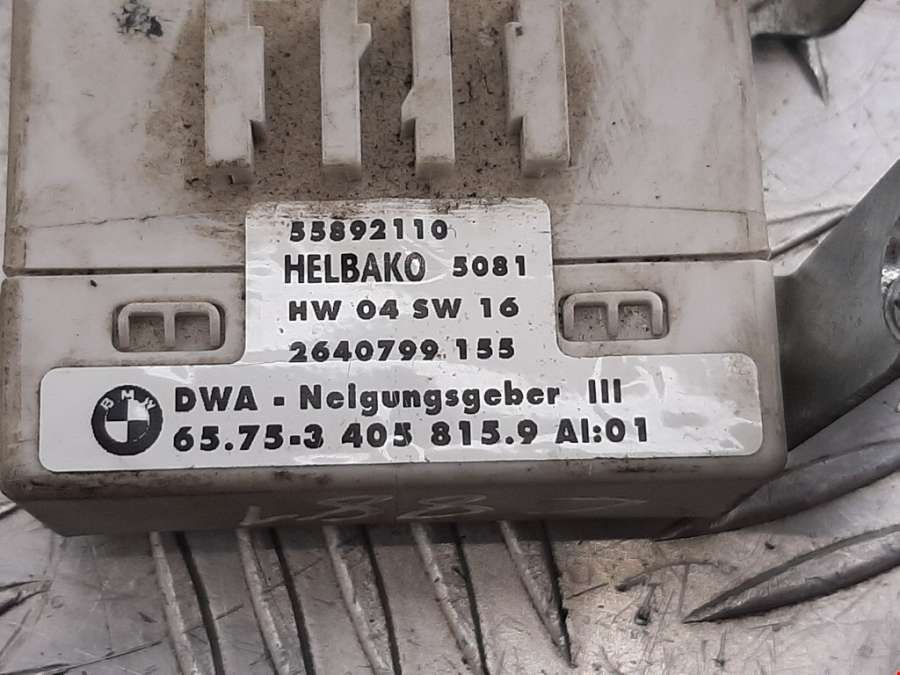 55892110
HELBAKO 5081
HW 04 SW 16
2640799 155
BMW
DWA - Neigungsgeber III
65.75-3 405 815.9 AI:01